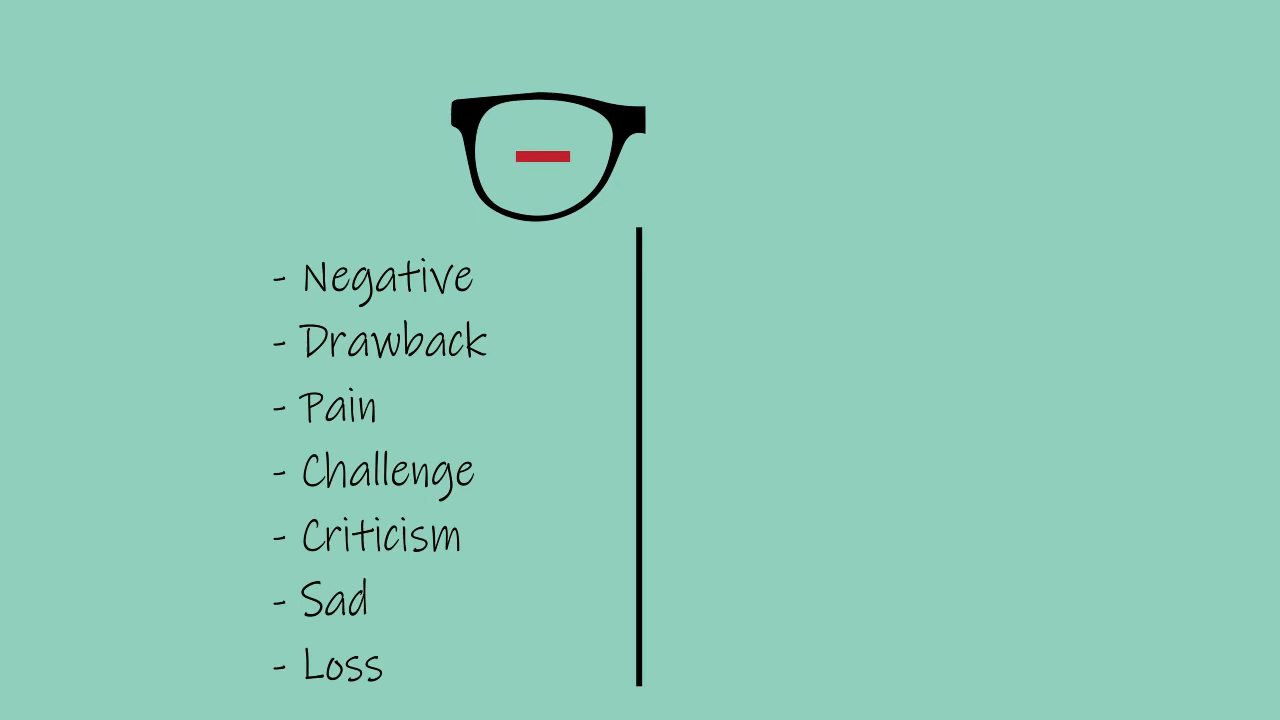 - Negative
- Drawback
- Pain
- Challenge
- Criticism
- Sad
- Loss